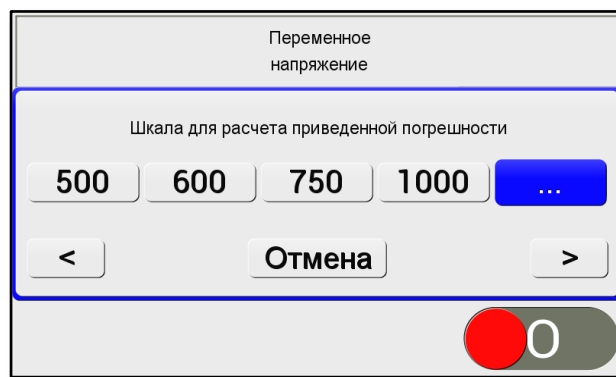 Переменное
напряжение
Шкала для расчета приведенной погрешности
500 600 750 1000 ...
< Отмена >
O